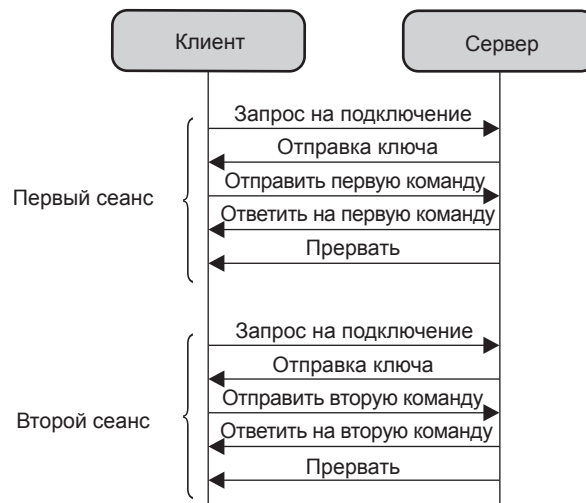 Клиент
Сервер
Запрос на подключение
Отправка ключа
Отправить первую команду
Первый сеанс
Ответить на первую команду
Прервать
Запрос на подключение
Отправка ключа
Отправить вторую команду
Второй сеанс
Ответить на вторую команду
Прервать